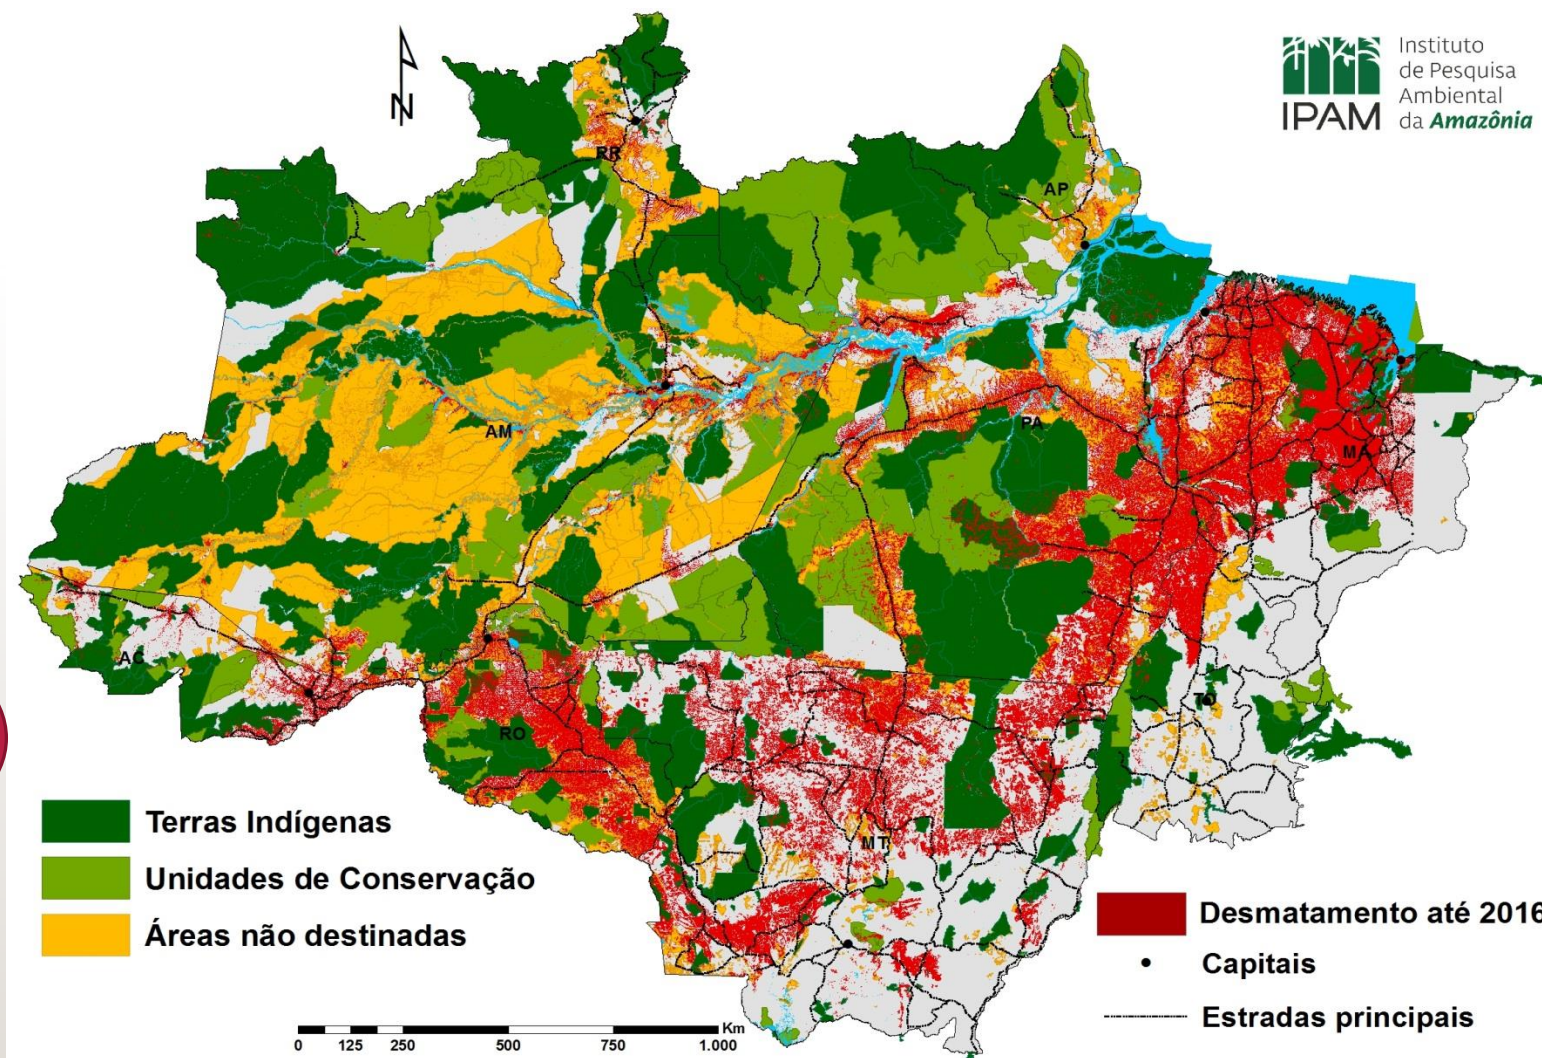 N
Instituto
de Pesquisa
Ambiental
da Amazônia
IPAM
RR
AP
AM
PA
MA
AC
RO
TO
MT
Terras Indígenas
Unidades de Conservação
Áreas não destinadas
Desmatamento até 2016
Capitais
Estradas principais
Km
0 125 250 500 750 1.000